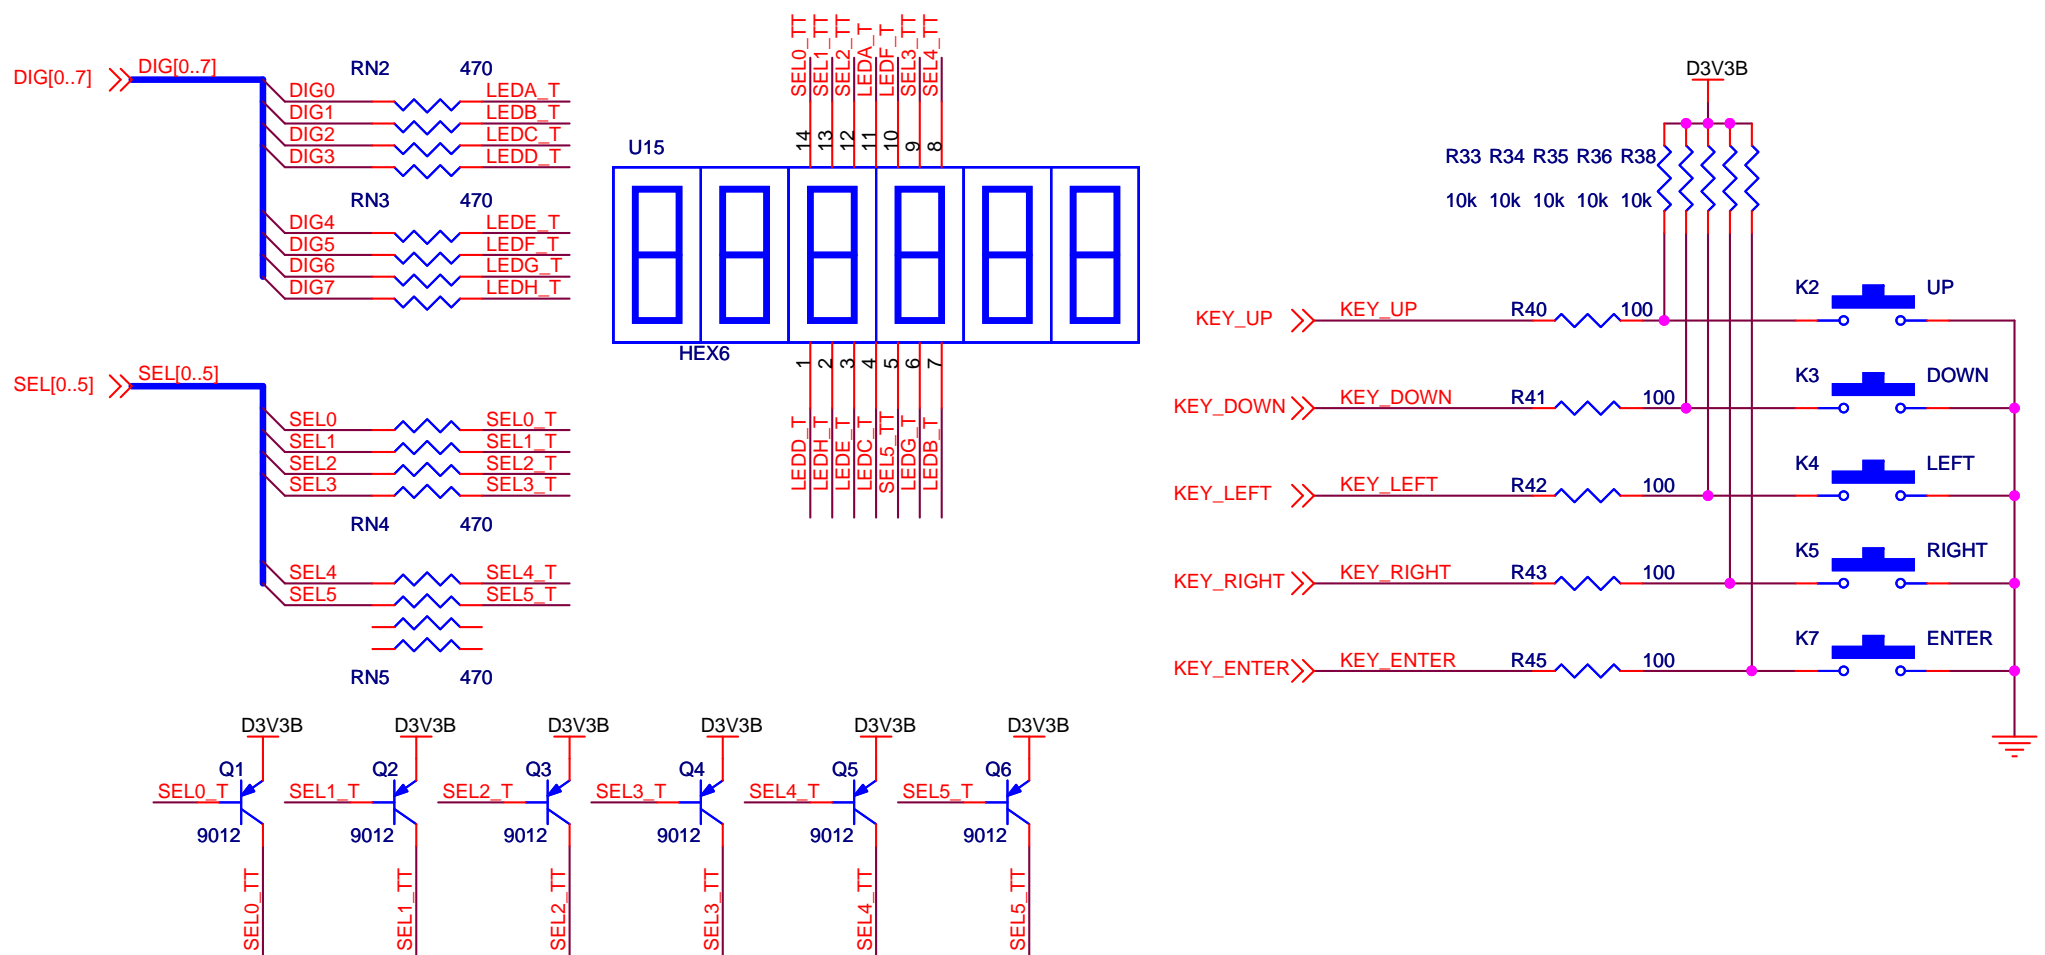 DIG[0..7] DIG[0..7]
RN2 470
DIG0 LEDA_T
DIG1 LEDB_T
DIG2 LEDC_T
DIG3 LEDD_T
RN3 470
DIG4 LEDE_T
DIG5 LEDF_T
DIG6 LEDG_T
DIG7 LEDH_T
SEL[0..5] SEL[0..5]
SEL0 SEL0_T
SEL1 SEL1_T
SEL2 SEL2_T
SEL3 SEL3_T
RN4 470
SEL4 SEL4_T
SEL5 SEL5_T
RN5 470
SEL0_TT
SEL1_TT
SEL2_TT
LEDA_T
LEDF_T
SEL3_TT
SEL4_TT
14
13
12
11
10
9
8
U15
HEX6
1
2
3
4
5
6
7
LEDD_T
LEDH_T
LEDE_T
LEDC_T
SEL5_TT
LEDG_T
LEDB_T
D3V3B
R33 R34 R35 R36 R38
10k 10k 10k 10k 10k
KEY_UP KEY_UP R40 100 K2 UP
KEY_DOWN KEY_DOWN R41 100 K3 DOWN
KEY_LEFT KEY_LEFT R42 100 K4 LEFT
KEY_RIGHT KEY_RIGHT R43 100 K5 RIGHT
KEY_ENTER KEY_ENTER R45 100 K7 ENTER
D3V3B D3V3B D3V3B D3V3B D3V3B D3V3B
Q1 Q2 Q3 Q4 Q5 Q6
SEL0_T SEL1_T SEL2_T SEL3_T SEL4_T SEL5_T
9012 9012 9012 9012 9012 9012
SEL0_TT
SEL1_TT
SEL2_TT
SEL3_TT
SEL4_TT
SEL5_TT